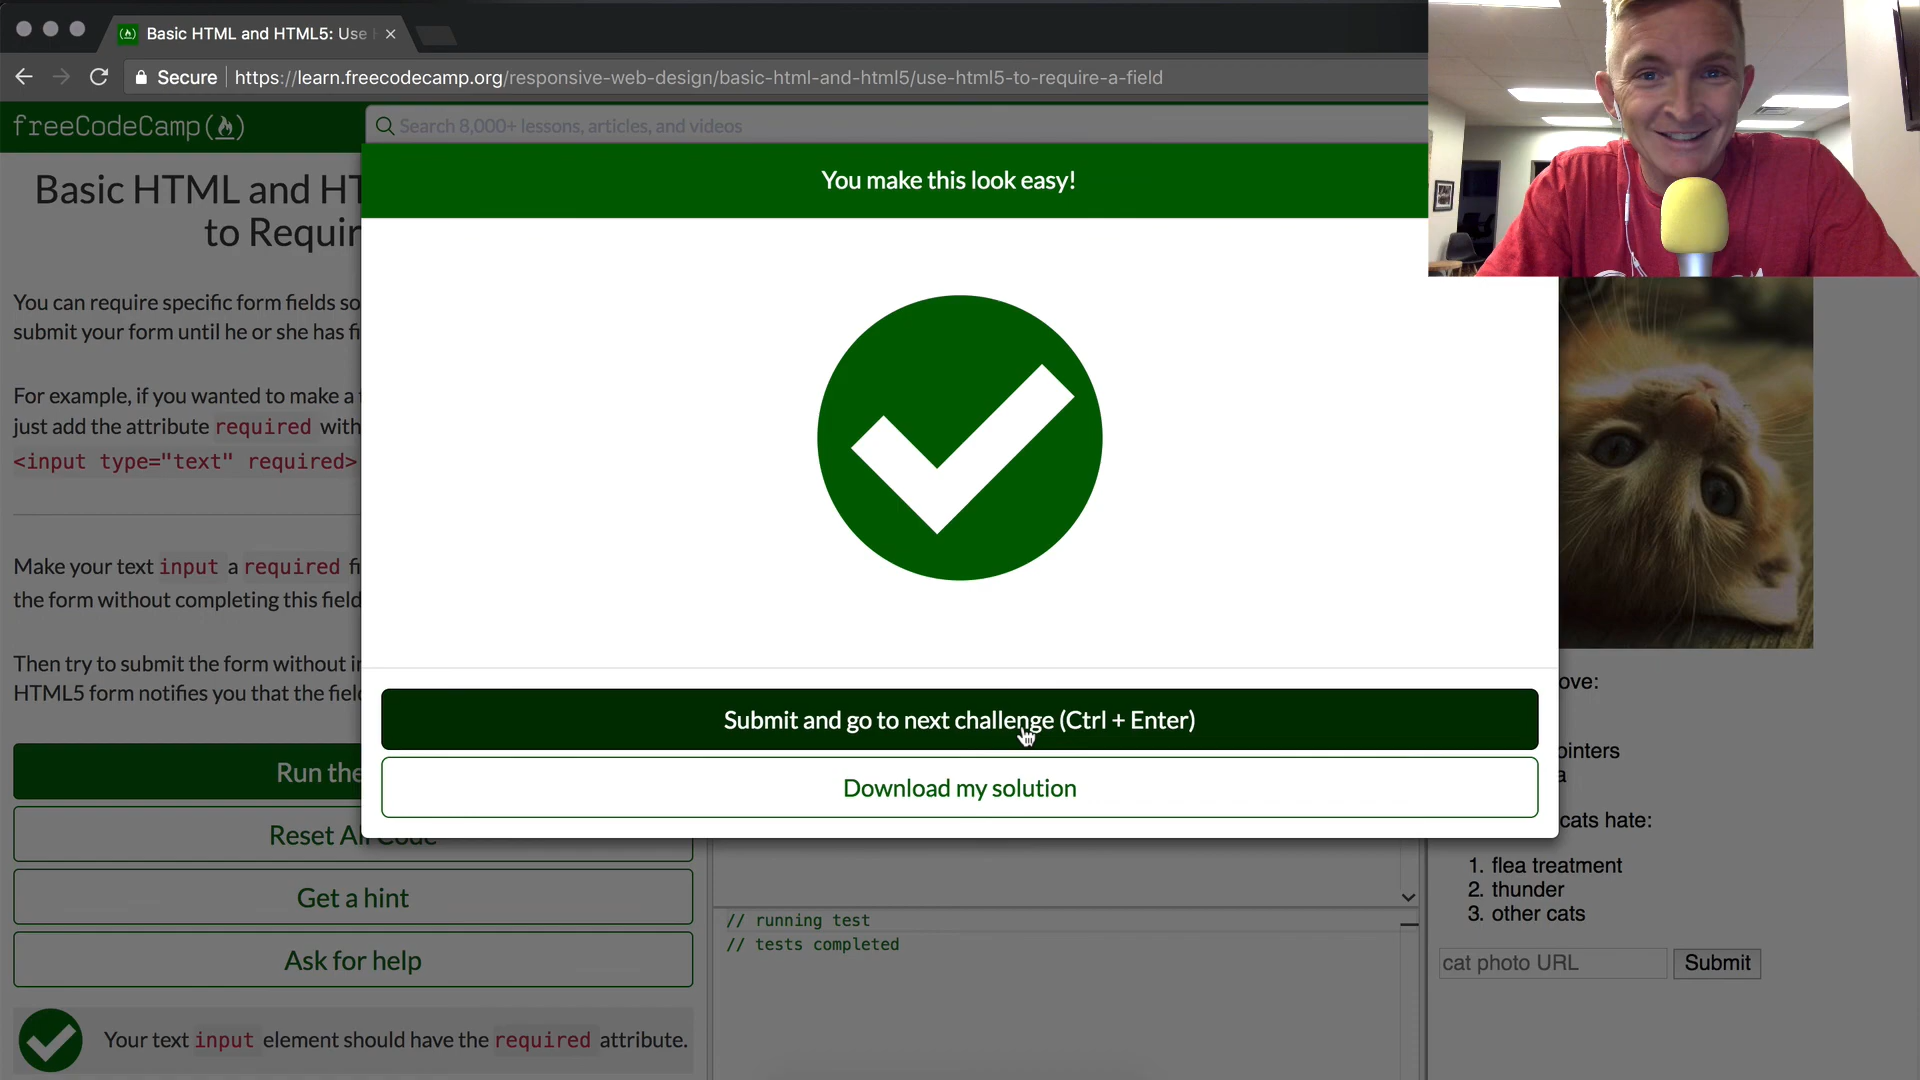 Basic HTML and HTML5: Use
Secure
https://learn.freecodecamp.org/responsive-web-design/basic-html-and-html5/use-html5-to-require-a-field
freeCodeCamp
Search 8,000+ lessons, articles, and videos
You make this look easy!
Basic HTML and HT
to Requir
You can require specific form fields so
submit your form until he or she has fi
For example, if you wanted to make a
just add the attribute required with
<input type="text" required>
Make your text input a required fi
the form without completing this field
Then try to submit the form without in
HTML5 form notifies you that the fiel
Submit and go to next challenge (Ctrl + Enter)
Download my solution
Run the
Reset All Code
Get a hint
Ask for help
Your text input element should have the required attribute.
// running test
// tests completed
ove:
ointers
a
cats hate:
1. flea treatment
2. thunder
3. other cats
cat photo URL
Submit